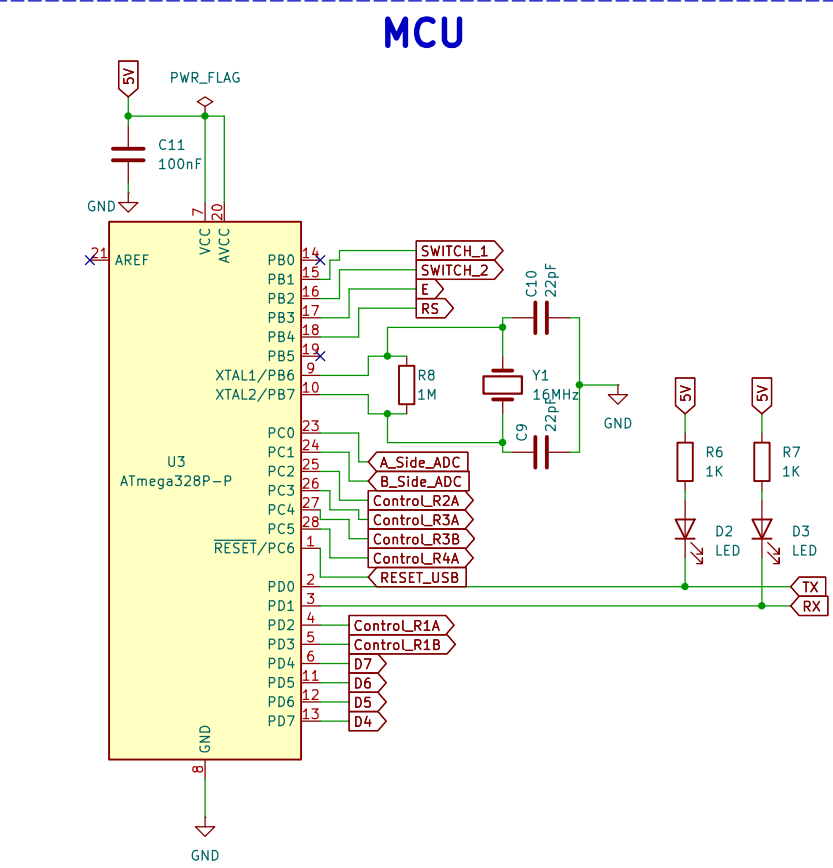 MCU
5V
PWR_FLAG
C11
100nF
GND
7
20
VCC
AVCC
21
AREF
PB0
14
PB1
15
PB2
16
PB3
17
PB4
18
PB5
19
XTAL1/PB6
9
XTAL2/PB7
10
PC0
23
PC1
24
PC2
25
PC3
26
PC4
27
PC5
28
RESET/PC6
1
PD0
2
PD1
3
PD2
4
PD3
5
PD4
6
PD5
11
PD6
12
PD7
13
U3
ATmega328P-P
GND
8
GND
SWITCH_1
SWITCH_2
E
RS
C10
22pF
R8
1M
Y1
16MHz
C9
22pF
GND
A_Side_ADC
B_Side_ADC
Control_R2A
Control_R3A
Control_R3B
Control_R4A
RESET_USB
5V
5V
R6
1K
R7
1K
D2
LED
D3
LED
TX
RX
Control_R1A
Control_R1B
D7
D6
D5
D4